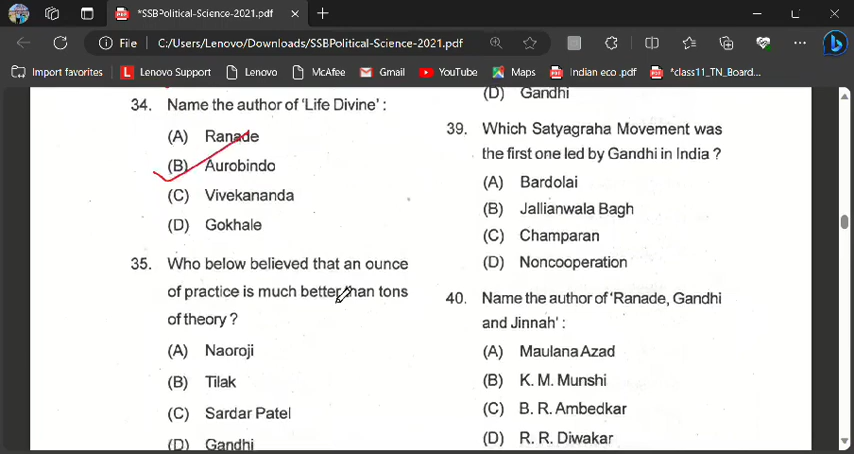 *SSBPolitical-Science-2021.pdf
File
C:/Users/Lenovo/Downloads/SSBPolitical-Science-2021.pdf
Import favorites
Lenovo Support
Lenovo
McAfee
Gmail
YouTube
Maps
Indian eco .pdf
*class11_TN_Board...
34. Name the author of 'Life Divine' :
(A) Ranade
(B) Aurobindo
(C) Vivekananda
(D) Gokhale
35. Who below believed that an ounce
of practice is much better than tons
of theory ?
(A) Naoroji
(B) Tilak
(C) Sardar Patel
(D) Gandhi
(D) Gandhi
39. Which Satyagraha Movement was
the first one led by Gandhi in India ?
(A) Bardolai
(B) Jallianwala Bagh
(C) Champaran
(D) Noncooperation
40. Name the author of 'Ranade, Gandhi
and Jinnah' :
(A) Maulana Azad
(B) K. M. Munshi
(C) B. R. Ambedkar
(D) R. R. Diwakar